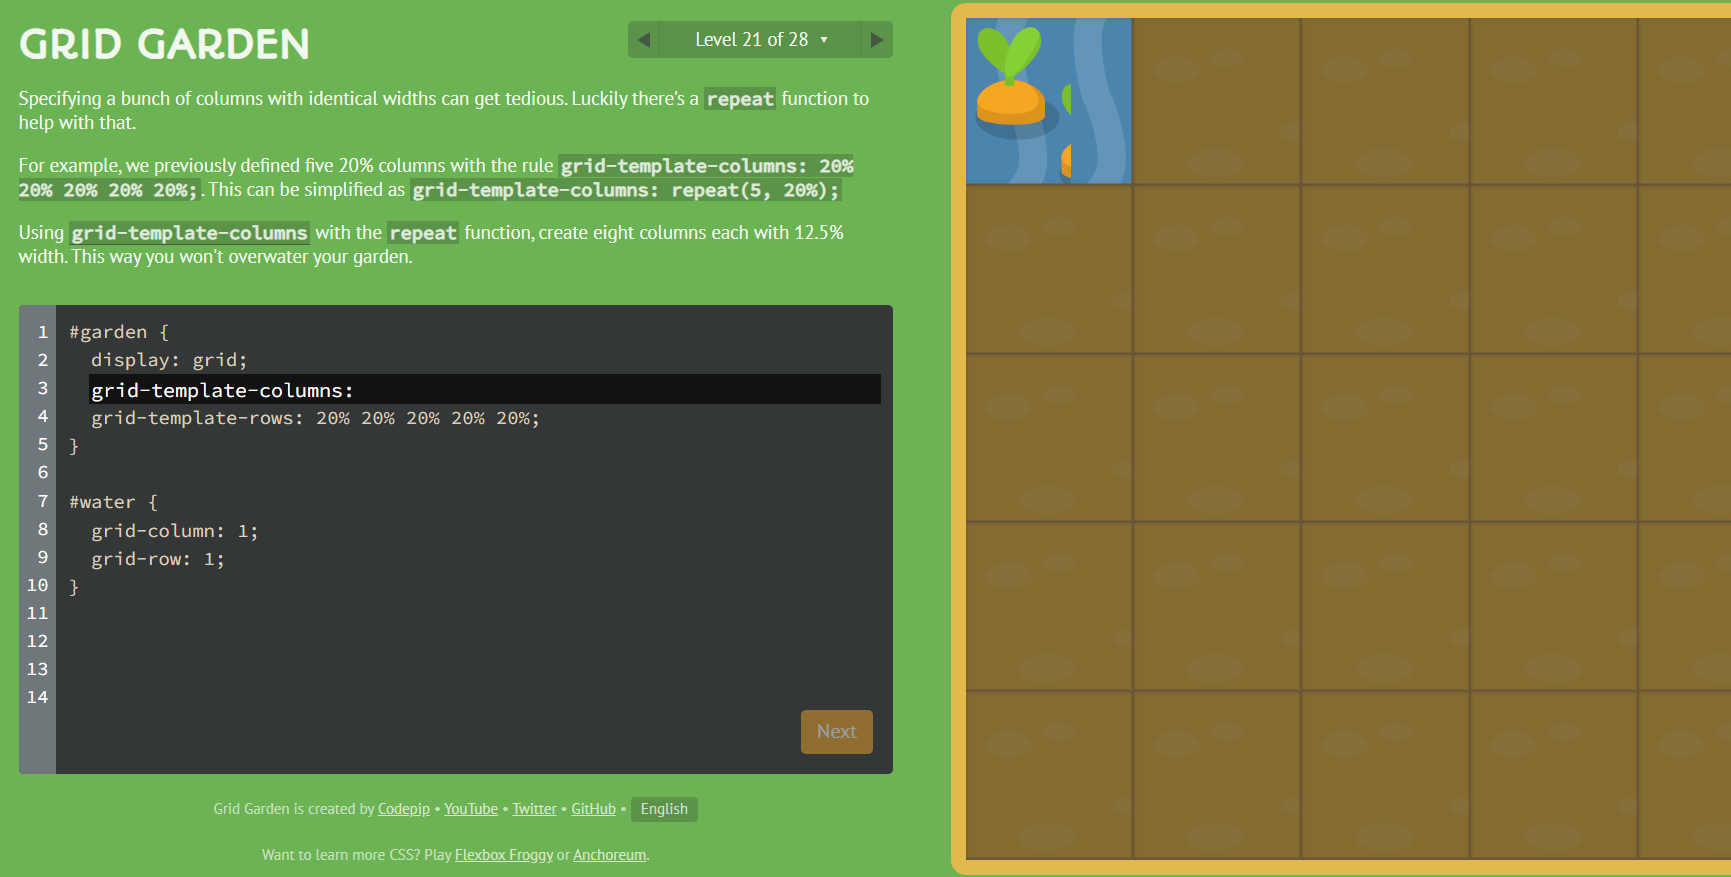 GRID GARDEN
Level 21 of 28
Specifying a bunch of columns with identical widths can get tedious. Luckily there's a repeat function to
help with that.
For example, we previously defined five 20% columns with the rule grid-template-columns: 20%
20% 20% 20% 20%;. This can be simplified as grid-template-columns: repeat(5, 20%);
Using grid-template-columns with the repeat function, create eight columns each with 12.5%
width. This way you won't overwater your garden.
1 #garden {
2 display: grid;
3 grid-template-columns:
4 grid-template-rows: 20% 20% 20% 20% 20%;
5 }
6
7 #water {
8 grid-column: 1;
9 grid-row: 1;
10 }
11
12
13
14
Next
Grid Garden is created by Codepip • YouTube • Twitter • GitHub • English
Want to learn more CSS? Play Flexbox Froggy or Anchoreum.